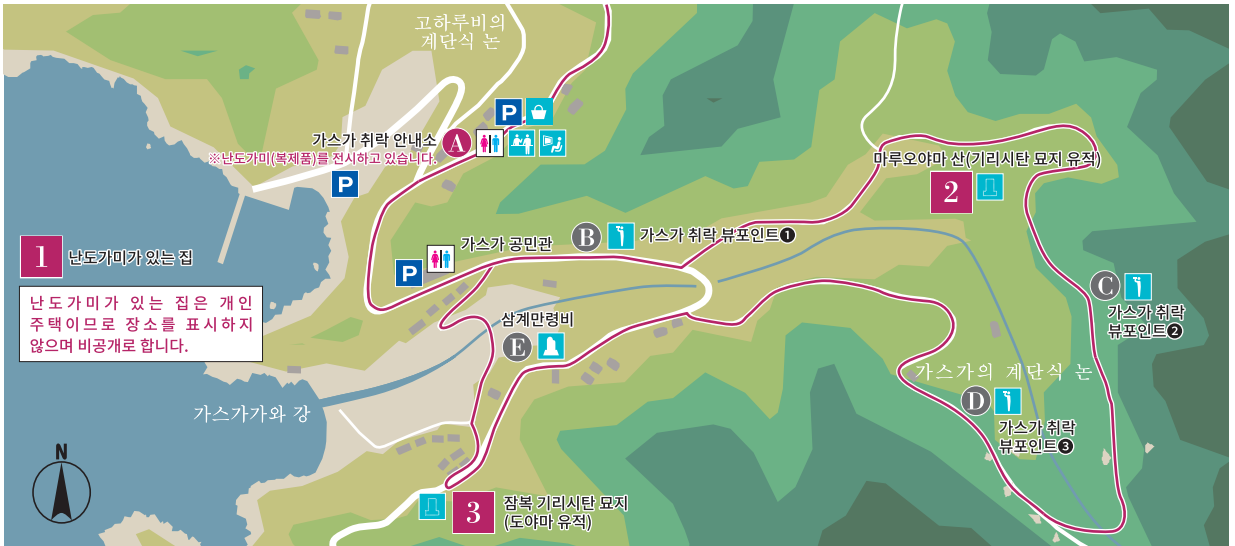 고하루비의
계단식 논
P
가스가 취락 안내소
A
※난도가미(복제품)를 전시하고 있습니다.
P
마루오야마 산(기리시탄 묘지 유적)
2
B
가스가 취락 뷰포인트❶
가스가 공민관
P
1
난도가미가 있는 집
난도가미가 있는 집은 개인
주택이므로 장소를 표시하지
않으며 비공개로 합니다.
C
가스가 취락
뷰포인트❷
삼계만령비
E
가스가의 계단식 논
D
가스가 취락
뷰포인트❸
가스가가와 강
N
3
잠복 기리시탄 묘지
(도야마 유적)